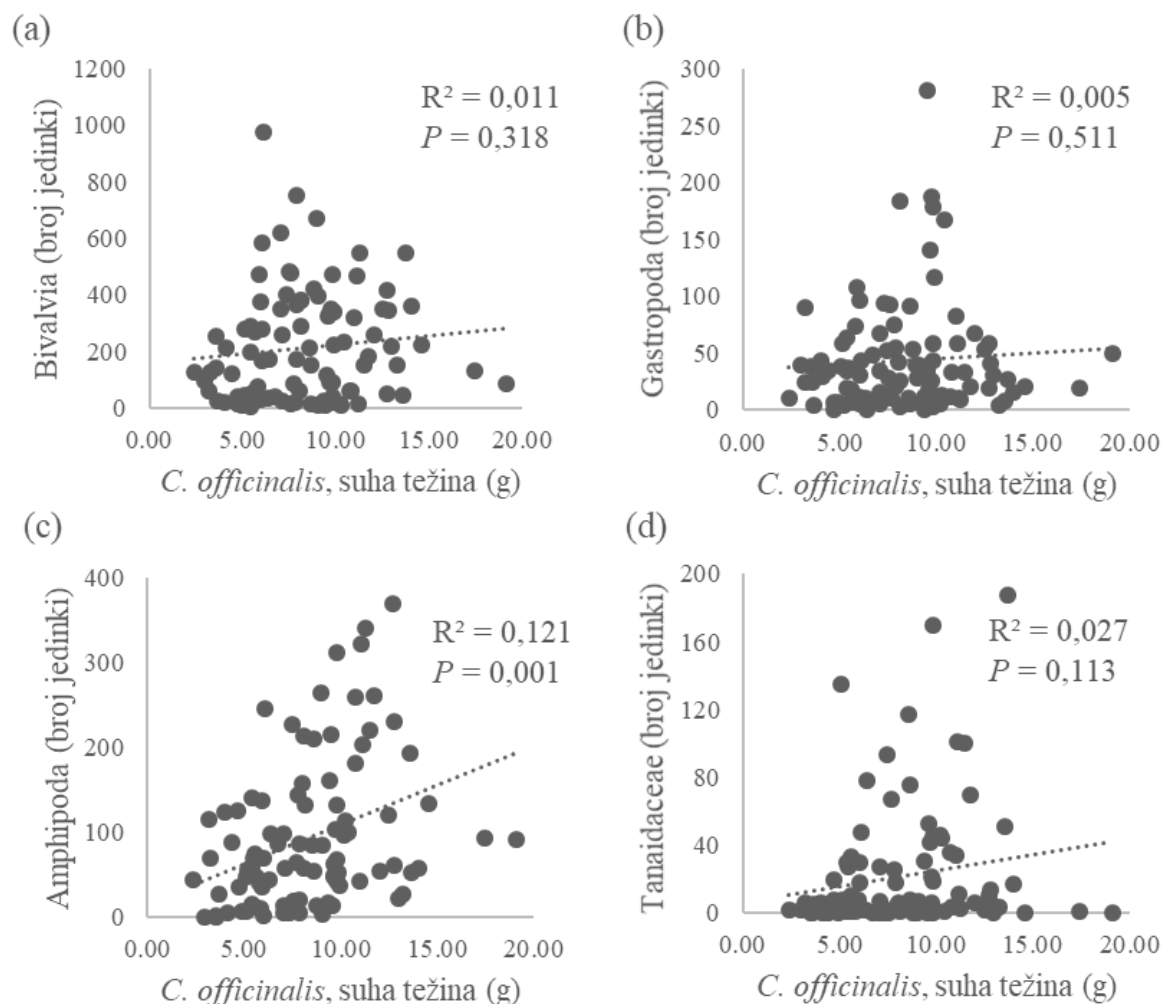 (a)
Bivalvia (broj jedinki)
1200
1000
800
600
400
200
0
R² = 0,011
P = 0,318
0.00 5.00 10.00 15.00 20.00
C. officinalis, suha težina (g)
(b)
Gastropoda (broj jedinki)
300
250
200
150
100
50
0
R² = 0,005
P = 0,511
0.00 5.00 10.00 15.00 20.00
C. officinalis, suha težina (g)
(c)
Amphipoda (broj jedinki)
400
300
200
100
0
R² = 0,121
P = 0,001
0.00 5.00 10.00 15.00 20.00
C. officinalis, suha težina (g)
(d)
Tanaidaceae (broj jedinki)
200
160
120
80
40
0
R² = 0,027
P = 0,113
0.00 5.00 10.00 15.00 20.00
C. officinalis, suha težina (g)